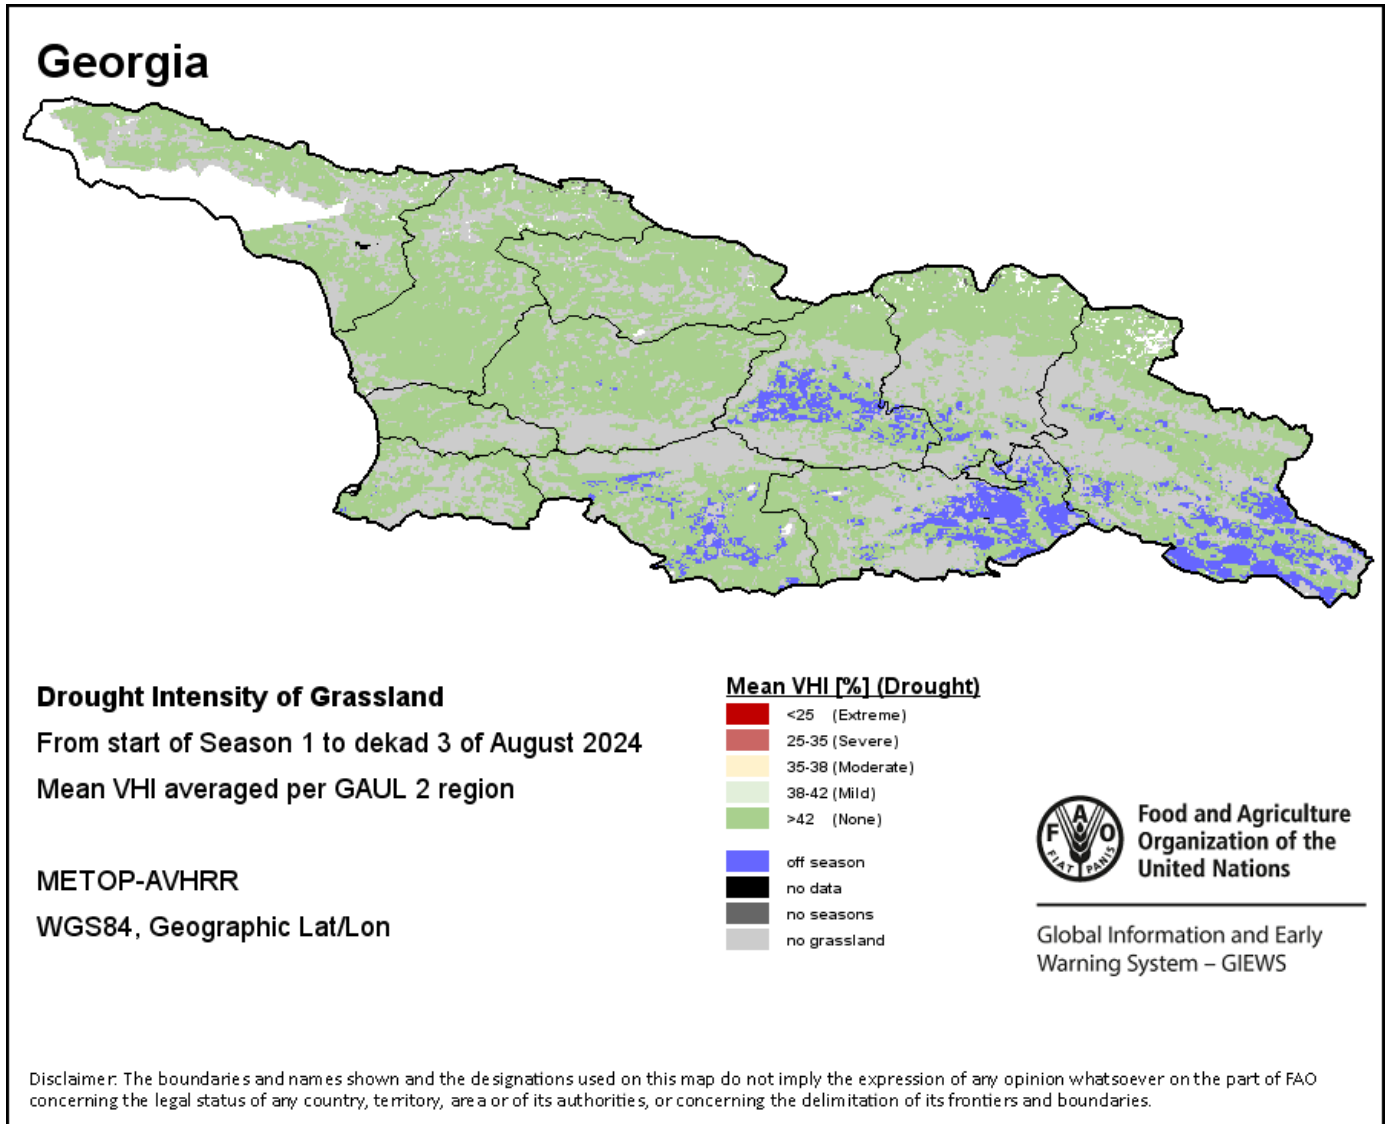 Georgia
Drought Intensity of Grassland
From start of Season 1 to dekad 3 of August 2024
Mean VHI averaged per GAUL 2 region
METOP-AVHRR
WGS84, Geographic Lat/Lon
Mean VHI [%] (Drought)
<25 (Extreme)
25-35 (Severe)
35-38 (Moderate)
38-42 (Mild)
>42 (None)
off season
no data
no seasons
no grassland
F A O
FIAT PANIS
Food and Agriculture
Organization of the
United Nations
Global Information and Early
Warning System – GIEWS
Disclaimer: The boundaries and names shown and the designations used on this map do not imply the expression of any opinion whatsoever on the part of FAO
concerning the legal status of any country, territory, area or of its authorities, or concerning the delimitation of its frontiers and boundaries.